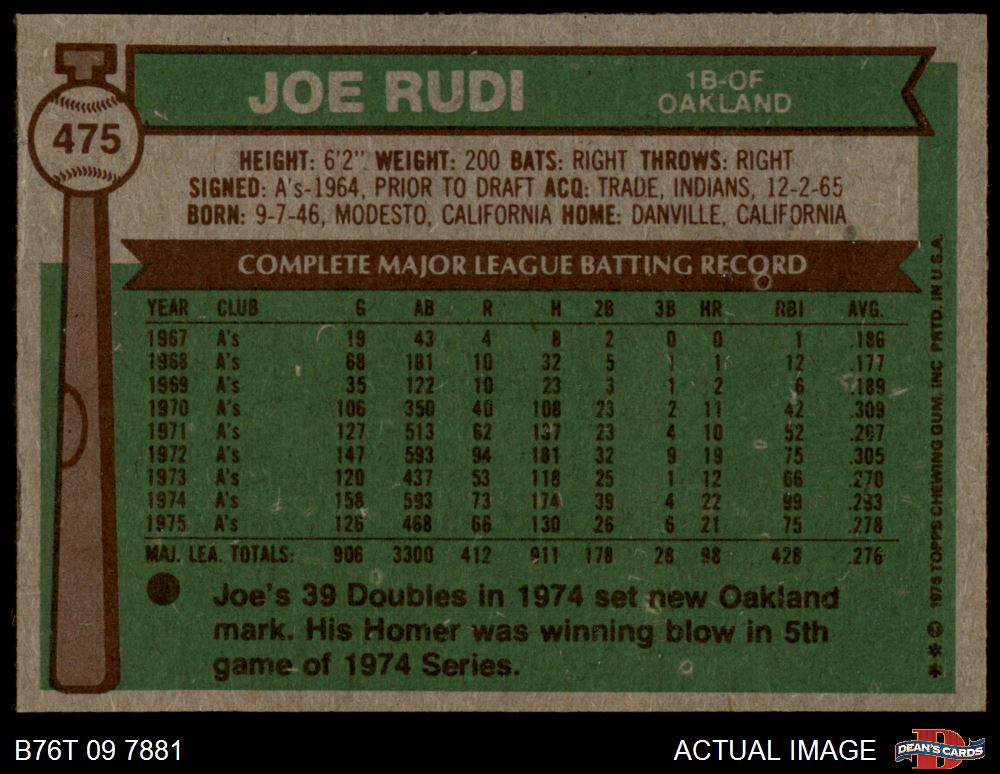 JOE RUDI
1B-OF
OAKLAND
475
HEIGHT: 6'2". WEIGHT: 200 BATS: RIGHT THROWS: RIGHT
SIGNED: A's-1964, PRIOR TO DRAFT ACQ: TRADE, INDIANS, 12-2-65
BORN: 9-7-46, MODESTO, CALIFORNIA HOME: DANVILLE, CALIFORNIA
COMPLETE MAJOR LEAGUE BATTING RECORD
YEAR CLUB G AB R H 2B 3B HR RBI AVG.
1967 A's 19 43 4 8 2 0 0 1 .186
1968 A's 68 181 10 32 5 1 1 12 .177
1969 A's 35 122 10 23 3 1 2 6 .189
1970 A's 106 350 40 108 23 2 11 42 .309
1971 A's 127 513 62 137 23 4 10 52 .267
1972 A's 147 593 94 181 32 9 19 75 .305
1973 A's 120 437 53 118 25 1 12 66 .270
1974 A's 158 593 73 174 39 4 22 99 .293
1975 A's 126 468 66 130 26 6 21 75 .278
MAJ. LEA. TOTALS: 906 3300 412 911 178 28 98 428 .276
Joe's 39 Doubles in 1974 set new Oakland
mark. His Homer was winning blow in 5th
game of 1974 Series.
** © 1976 TOPPS CHEWING GUM, INC PRTD. IN U.S.A.
B76T 09 7881
ACTUAL IMAGE
D
DEAN'S CARDS